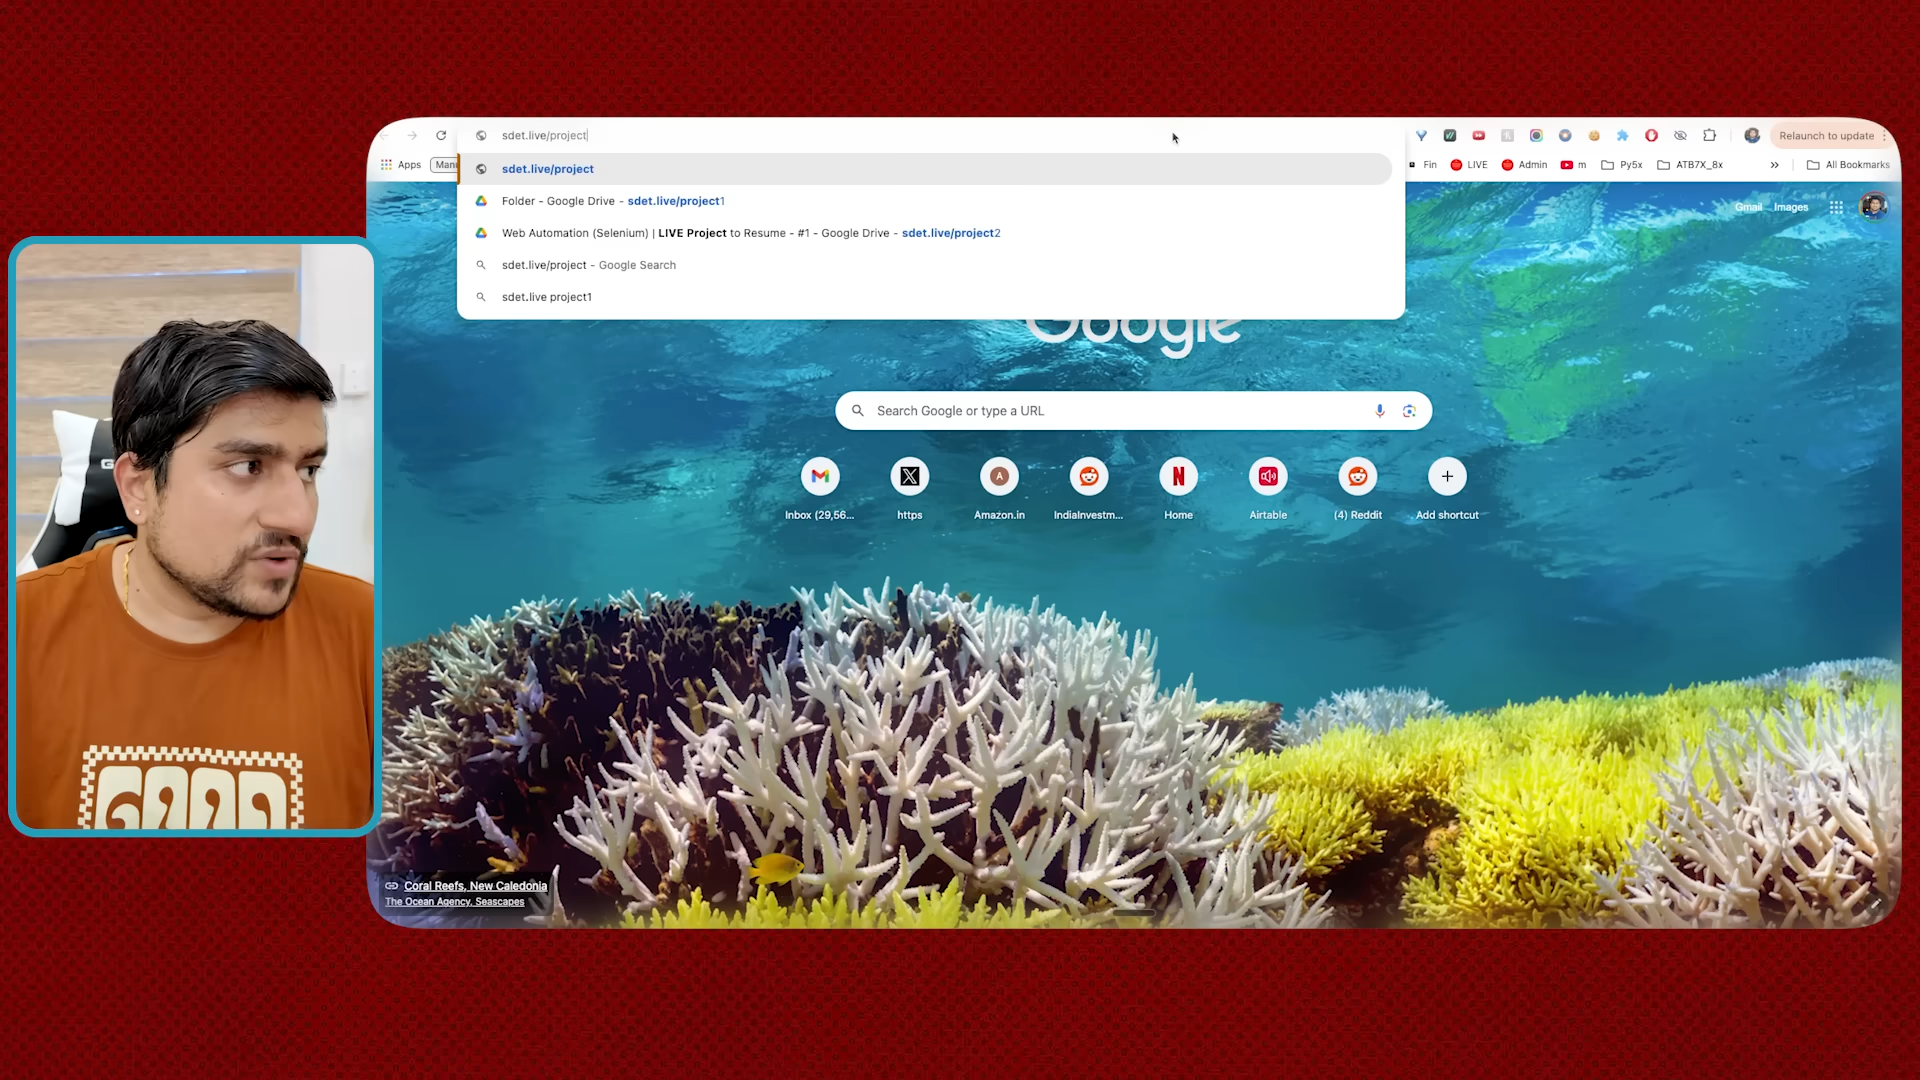 sdet.live/project
Relaunch to update
Apps
Fin
LIVE
Admin
m
Py5x
ATB7X_8x
All Bookmarks
sdet.live/project
Folder - Google Drive - sdet.live/project1
Web Automation (Selenium) | LIVE Project to Resume - #1 - Google Drive - sdet.live/project2
sdet.live/project - Google Search
sdet.live project1
Gmail
Images
Google
Search Google or type a URL
Inbox (29,56...
https
A
Amazon.in
IndiaInvestm...
Home
Airtable
(4) Reddit
Add shortcut
GOOD
Coral Reefs, New Caledonia
The Ocean Agency, Seascapes